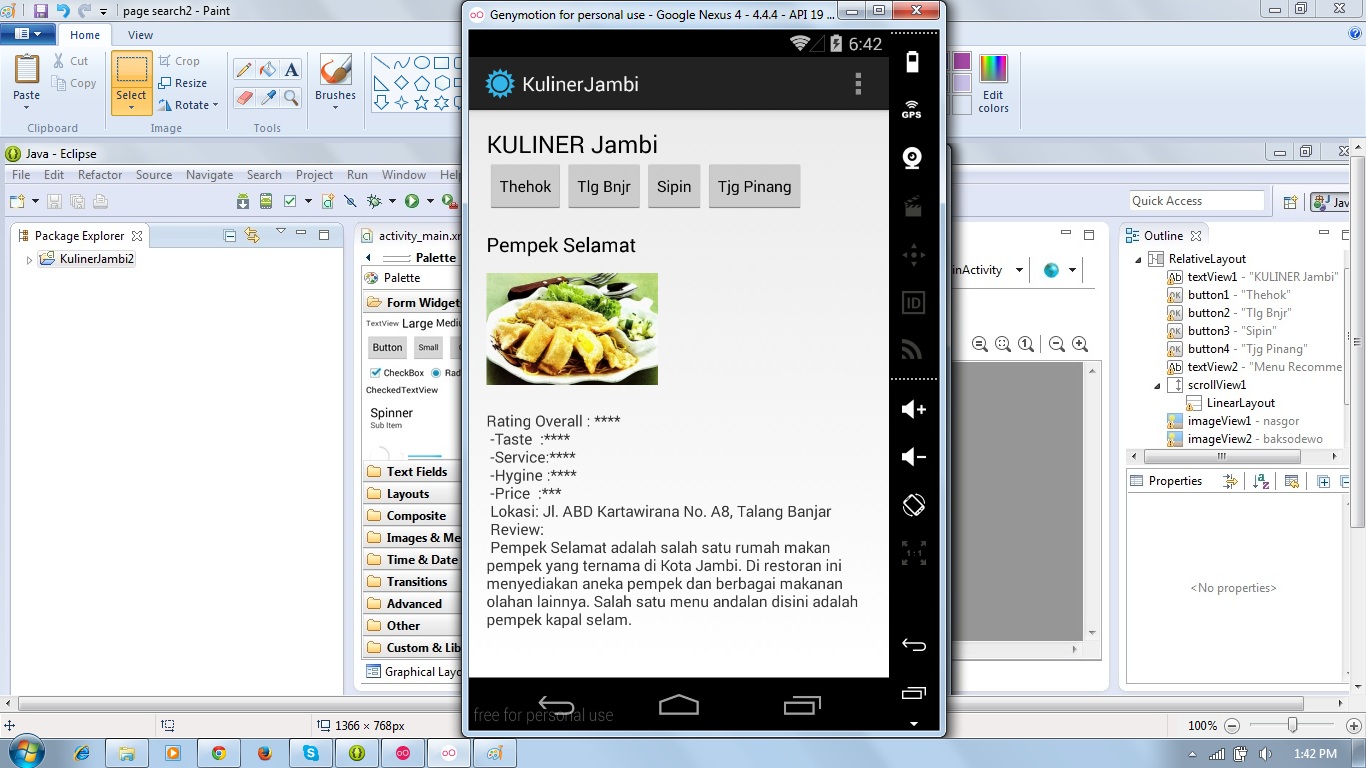 page search2 - Paint
Home
View
Paste
Cut
Copy
Clipboard
Select
Crop
Resize
Rotate
Image
Tools
Brushes
Edit
colors
Genymotion for personal use - Google Nexus 4 - 4.4.4 - API 19 ...
6:42
KulinerJambi
KULINER Jambi
Thehok
Tlg Bnjr
Sipin
Tjg Pinang
Pempek Selamat
Rating Overall : ****
-Taste :****
-Service:****
-Hygine :****
-Price :***
Lokasi: Jl. ABD Kartawirana No. A8, Talang Banjar
Review:
Pempek Selamat adalah salah satu rumah makan
pempek yang ternama di Kota Jambi. Di restoran ini
menyediakan aneka pempek dan berbagai makanan
olahan lainnya. Salah satu menu andalan disini adalah
pempek kapal selam.
free for personal use
GPS
ID
1:1
Java - Eclipse
File Edit Refactor Source Navigate Search Project Run Window Hel
Quick Access
Jav
Package Explorer
KulinerJambi2
activity_main.x
Palette
Palette
Form Widget
TextView Large Mediu
Button
Small
CheckBox
Rad
CheckedTextView
Spinner
Sub Item
Text Fields
Layouts
Composite
Images & Me
Time & Date
Transitions
Advanced
Other
Custom & Lib
Graphical Layo
inActivity
Outline
RelativeLayout
textView1 - "KULINER Jambi"
button1 - "Thehok"
button2 - "Tlg Bnjr"
button3 - "Sipin"
button4 - "Tjg Pinang"
textView2 - "Menu Recomme
scrollView1
LinearLayout
imageView1 - nasgor
imageView2 - baksodewo
Properties
<No properties>
1366 × 768px
100%
1:42 PM